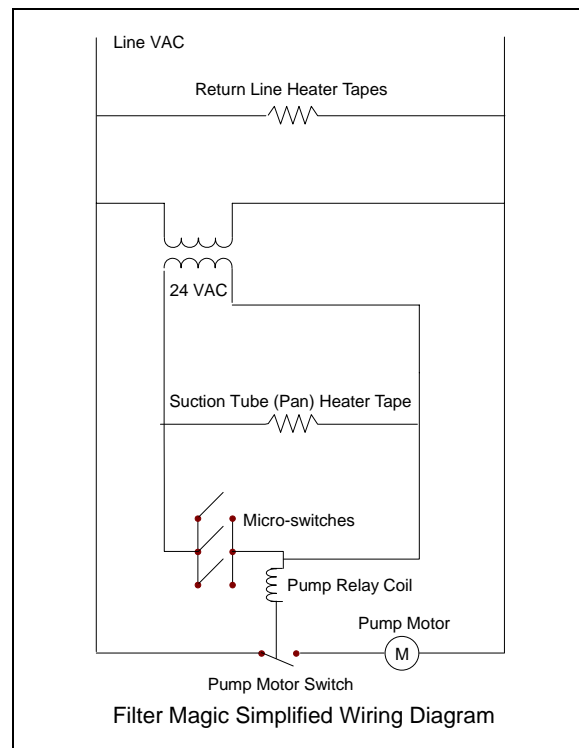 Line VAC
Return Line Heater Tapes
24 VAC
Suction Tube (Pan) Heater Tape
Micro-switches
Pump Relay Coil
Pump Motor
M
Pump Motor Switch
Filter Magic Simplified Wiring Diagram